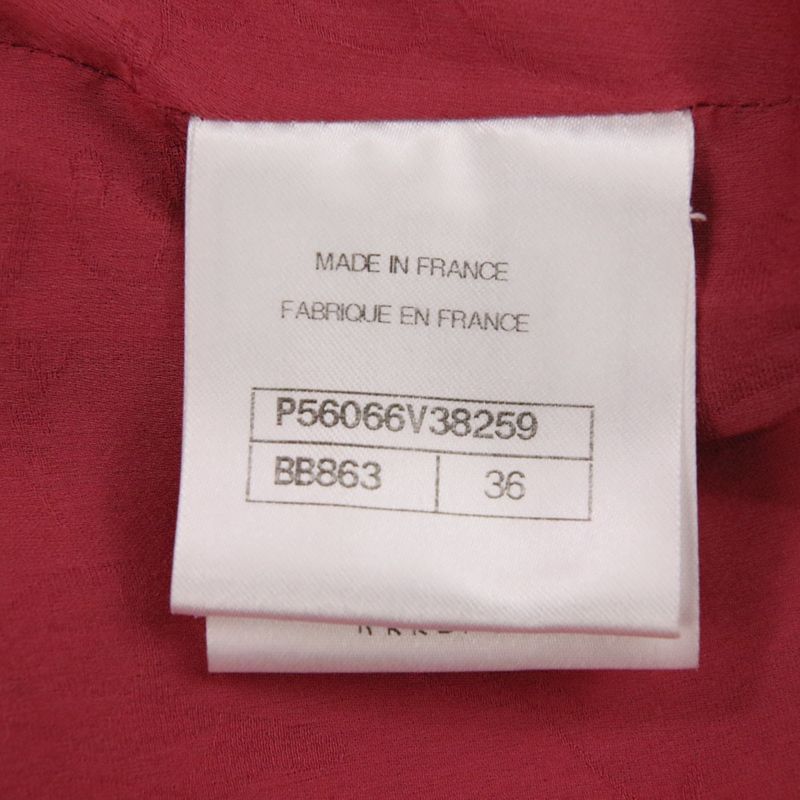 MADE IN FRANCE
FABRIQUE EN FRANCE
P56066V38259
BB863 36